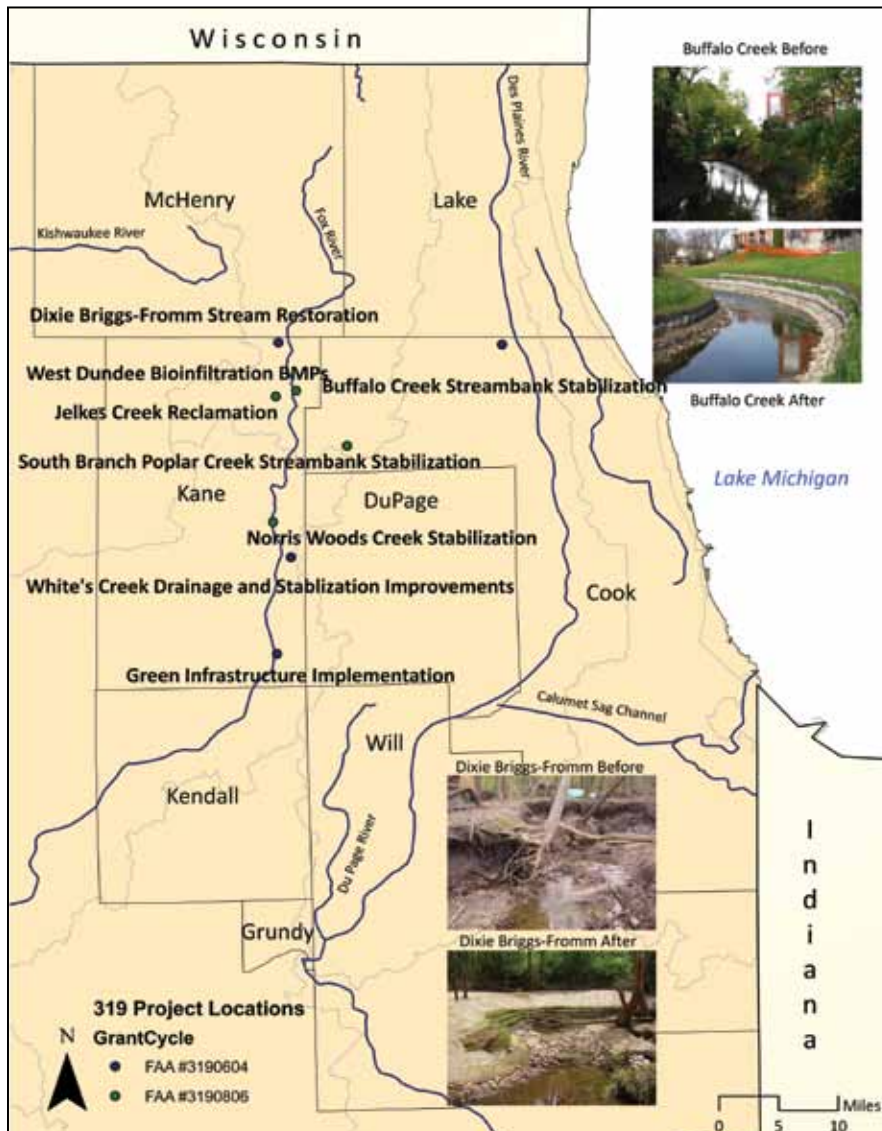 Wisconsin
Buffalo Creek Before
Des Plaines River
McHenry
Lake
Fox River
Kishwaukee River
Dixie Briggs-Fromm Stream Restoration
West Dundee Bioinfiltration BMPs
Buffalo Creek Streambank Stabilization
Jelkes Creek Reclamation
Buffalo Creek After
South Branch Poplar Creek Streambank Stabilization
Lake Michigan
Kane
DuPage
Norris Woods Creek Stabilization
White's Creek Drainage and Stablization Improvements
Cook
Green Infrastructure Implementation
Calumet Sag Channel
Will
Dixie Briggs-Fromm Before
Kendall
Du Page River
Indiana
Grundy
Dixie Briggs-Fromm After
319 Project Locations
N
GrantCycle
FAA #3190604
FAA #3190806
Miles
0 5 10